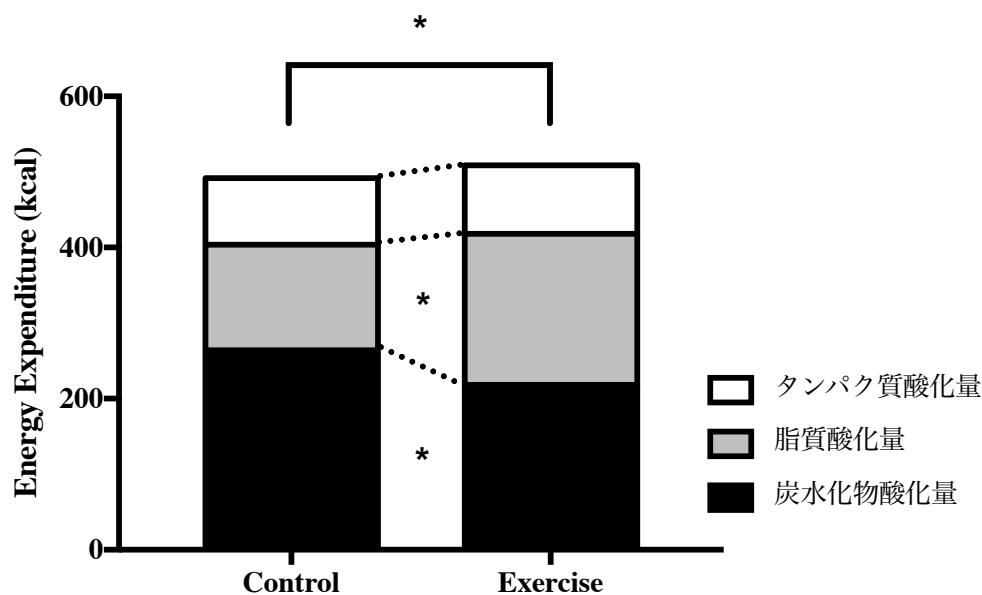 *
600
400
200
0
Energy Expenditure (kcal)
*
*
Control
Exercise
タンパク質酸化量
脂質酸化量
炭水化物酸化量